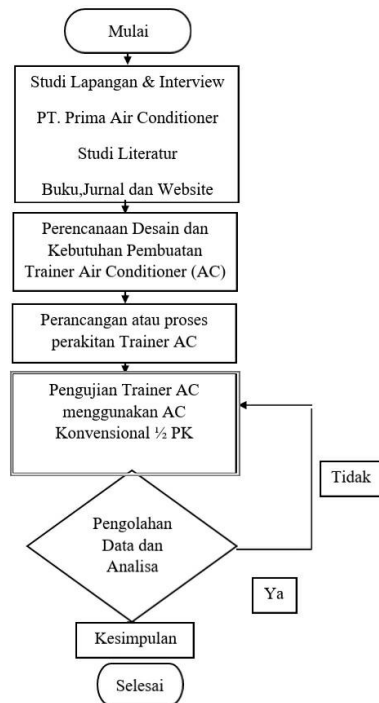 Mulai
Studi Lapangan & Interview
PT. Prima Air Conditioner
Studi Literatur
Buku,Jurnal dan Website
Perencanaan Desain dan
Kebutuhan Pembuatan
Trainer Air Conditioner (AC)
Perancangan atau proses
perakitan Trainer AC
Pengujian Trainer AC
menggunakan AC
Konvensional ½ PK
Tidak
Pengolahan
Data dan
Analisa
Ya
Kesimpulan
Selesai